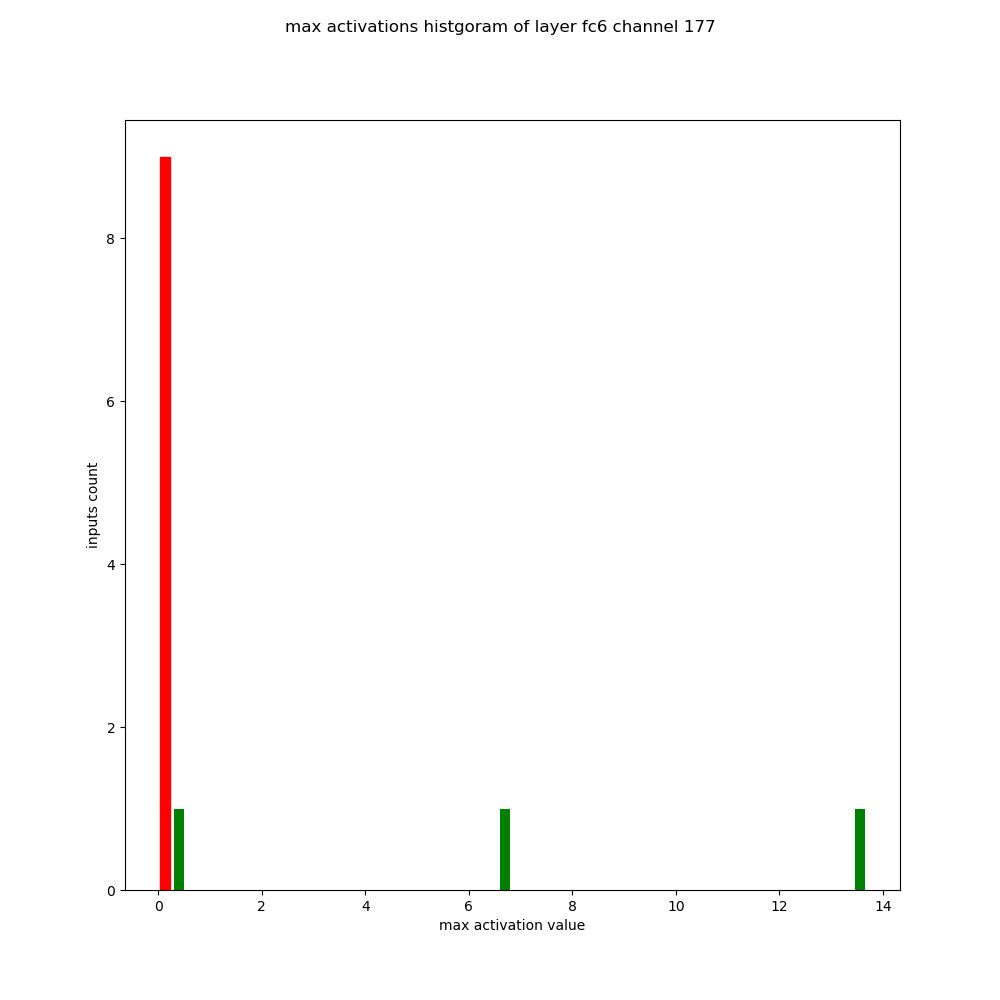 max activations histgoram of layer fc6 channel 177
8
6
4
2
0
inputs count
0 2 4 6 8 10 12 14
max activation value